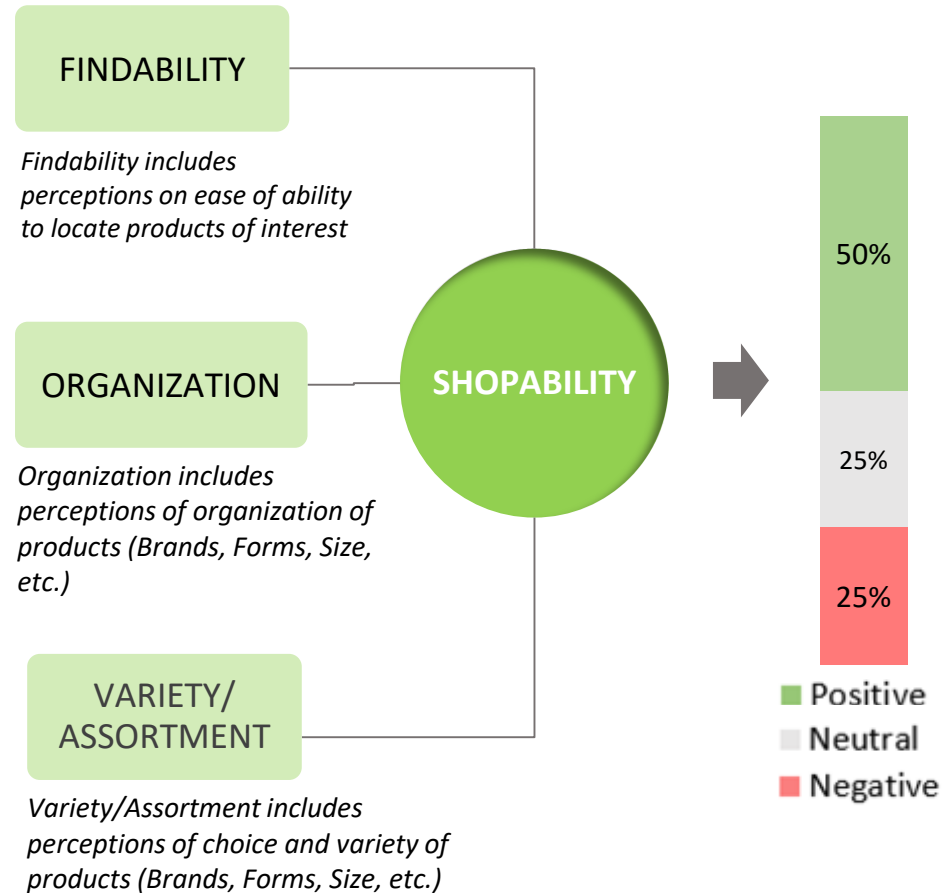 FINDABILITY
Findability includes
perceptions on ease of ability
to locate products of interest
ORGANIZATION
Organization includes
perceptions of organization of
products (Brands, Forms, Size,
etc.)
VARIETY/
ASSORTMENT
Variety/Assortment includes
perceptions of choice and variety of
products (Brands, Forms, Size, etc.)
SHOPABILITY
50%
25%
25%
Positive
Neutral
Negative